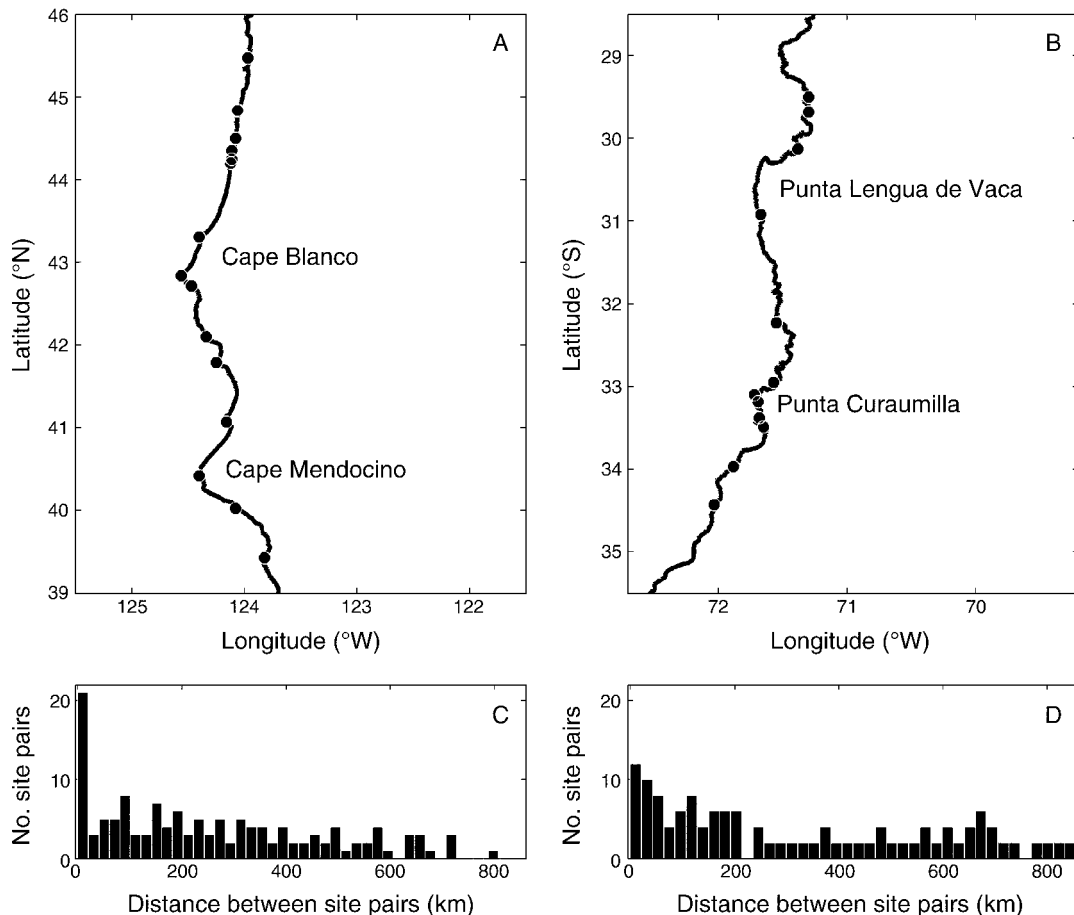 46
45
44
43
42
41
40
39
Latitude (°N)
A
Cape Blanco
Cape Mendocino
125
124
123
122
Longitude (°W)
29
30
31
32
33
34
35
Latitude (°S)
B
Punta Lengua de Vaca
Punta Curaumilla
72
71
70
Longitude (°W)
20
10
0
No. site pairs
C
0
200
400
600
800
Distance between site pairs (km)
20
10
0
No. site pairs
D
0
200
400
600
800
Distance between site pairs (km)